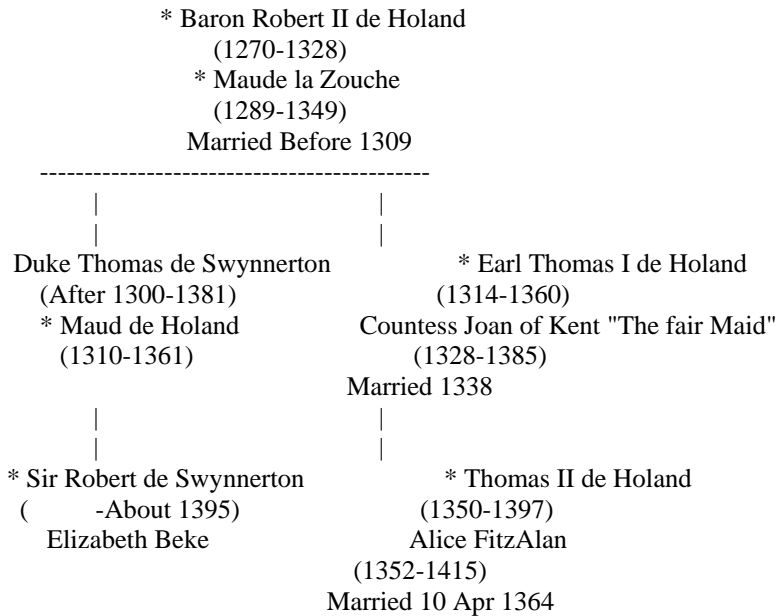 * Baron Robert II de Holand
(1270-1328)
* Maude la Zouche
(1289-1349)
Married Before 1309
--------------------------------------------
| |
| |
Duke Thomas de Swynnerton * Earl Thomas I de Holand
(After 1300-1381) (1314-1360)
* Maud de Holand Countess Joan of Kent "The fair Maid"
(1310-1361) (1328-1385)
Married 1338
| |
| |
* Sir Robert de Swynnerton * Thomas II de Holand
( -About 1395) (1350-1397)
Elizabeth Beke Alice FitzAlan
(1352-1415)
Married 10 Apr 1364